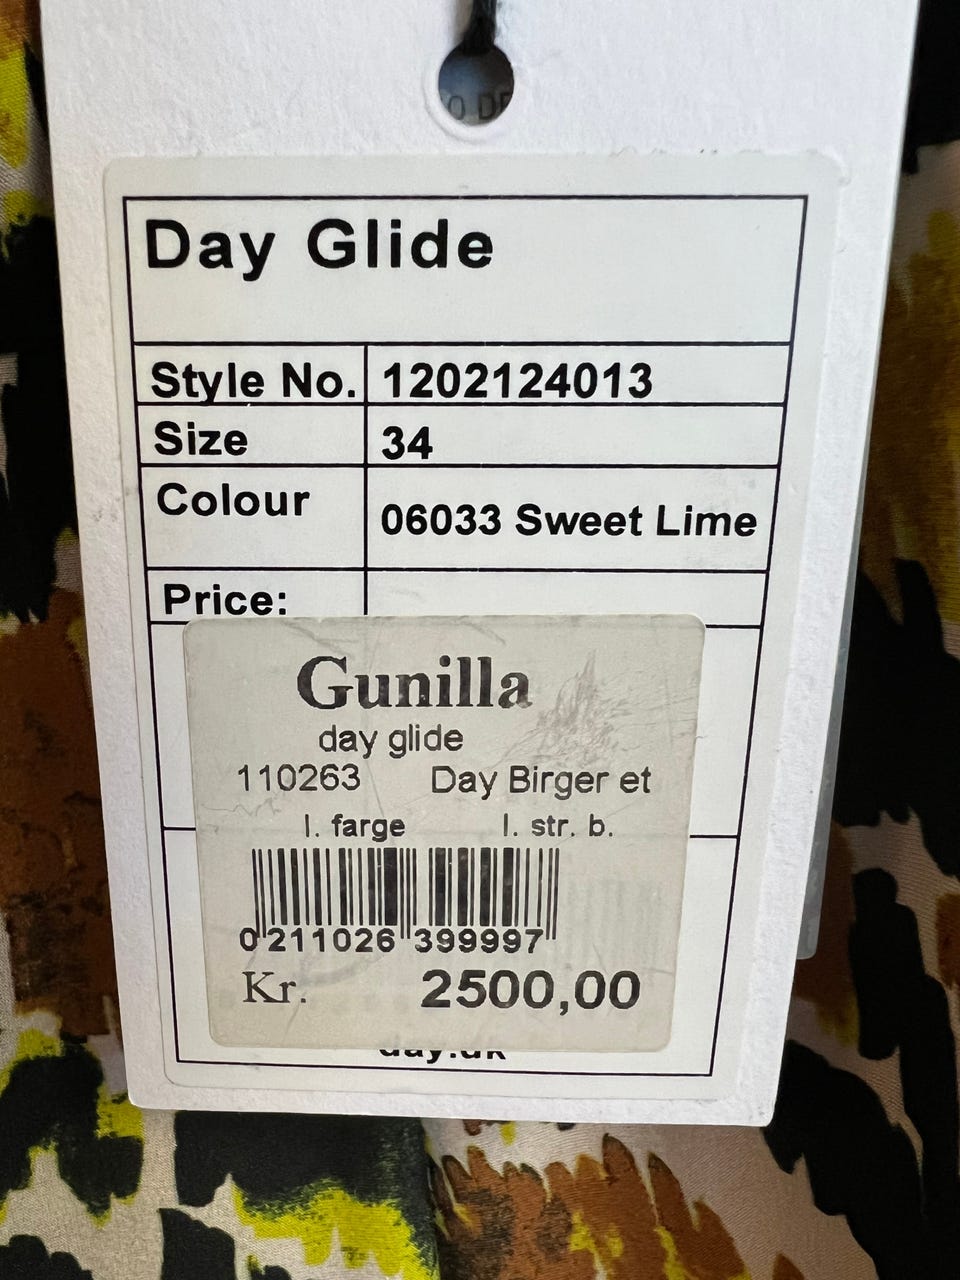 Day Glide
Style No. 1202124013
Size 34
Colour 06033 Sweet Lime
Price:
Gunilla
day glide
110263 Day Birger et
l. farge l. str. b.
0 211026 399997
Kr. 2500,00
day.dk